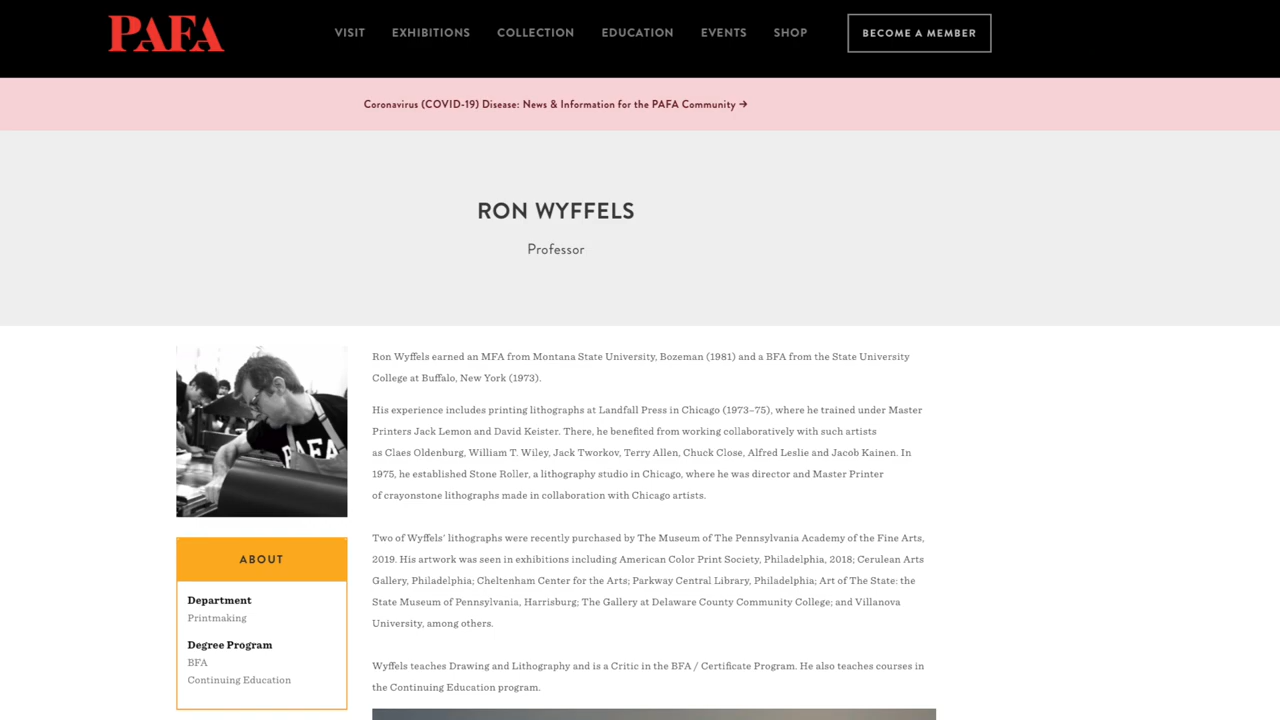 PAFA
VISIT EXHIBITIONS COLLECTION EDUCATION EVENTS SHOP BECOME A MEMBER
Coronavirus (COVID-19) Disease: News & Information for the PAFA Community →
RON WYFFELS
Professor
Ron Wyffels earned an MFA from Montana State University, Bozeman (1981) and a BFA from the State University
College at Buffalo, New York (1973).
His experience includes printing lithographs at Landfall Press in Chicago (1973–75), where he trained under Master
Printers Jack Lemon and David Keister. There, he benefited from working collaboratively with such artists
as Claes Oldenburg, William T. Wiley, Jack Tworkov, Terry Allen, Chuck Close, Alfred Leslie and Jacob Kainen. In
1975, he established Stone Roller, a lithography studio in Chicago, where he was director and Master Printer
of crayonstone lithographs made in collaboration with Chicago artists.
Two of Wyffels' lithographs were recently purchased by The Museum of The Pennsylvania Academy of the Fine Arts,
2019. His artwork was seen in exhibitions including American Color Print Society, Philadelphia, 2018; Cerulean Arts
Gallery, Philadelphia; Cheltenham Center for the Arts; Parkway Central Library, Philadelphia; Art of The State: the
State Museum of Pennsylvania, Harrisburg; The Gallery at Delaware County Community College; and Villanova
University, among others.
Wyffels teaches Drawing and Lithography and is a Critic in the BFA / Certificate Program. He also teaches courses in
the Continuing Education program.
PAFA
ABOUT
Department
Printmaking
Degree Program
BFA
Continuing Education